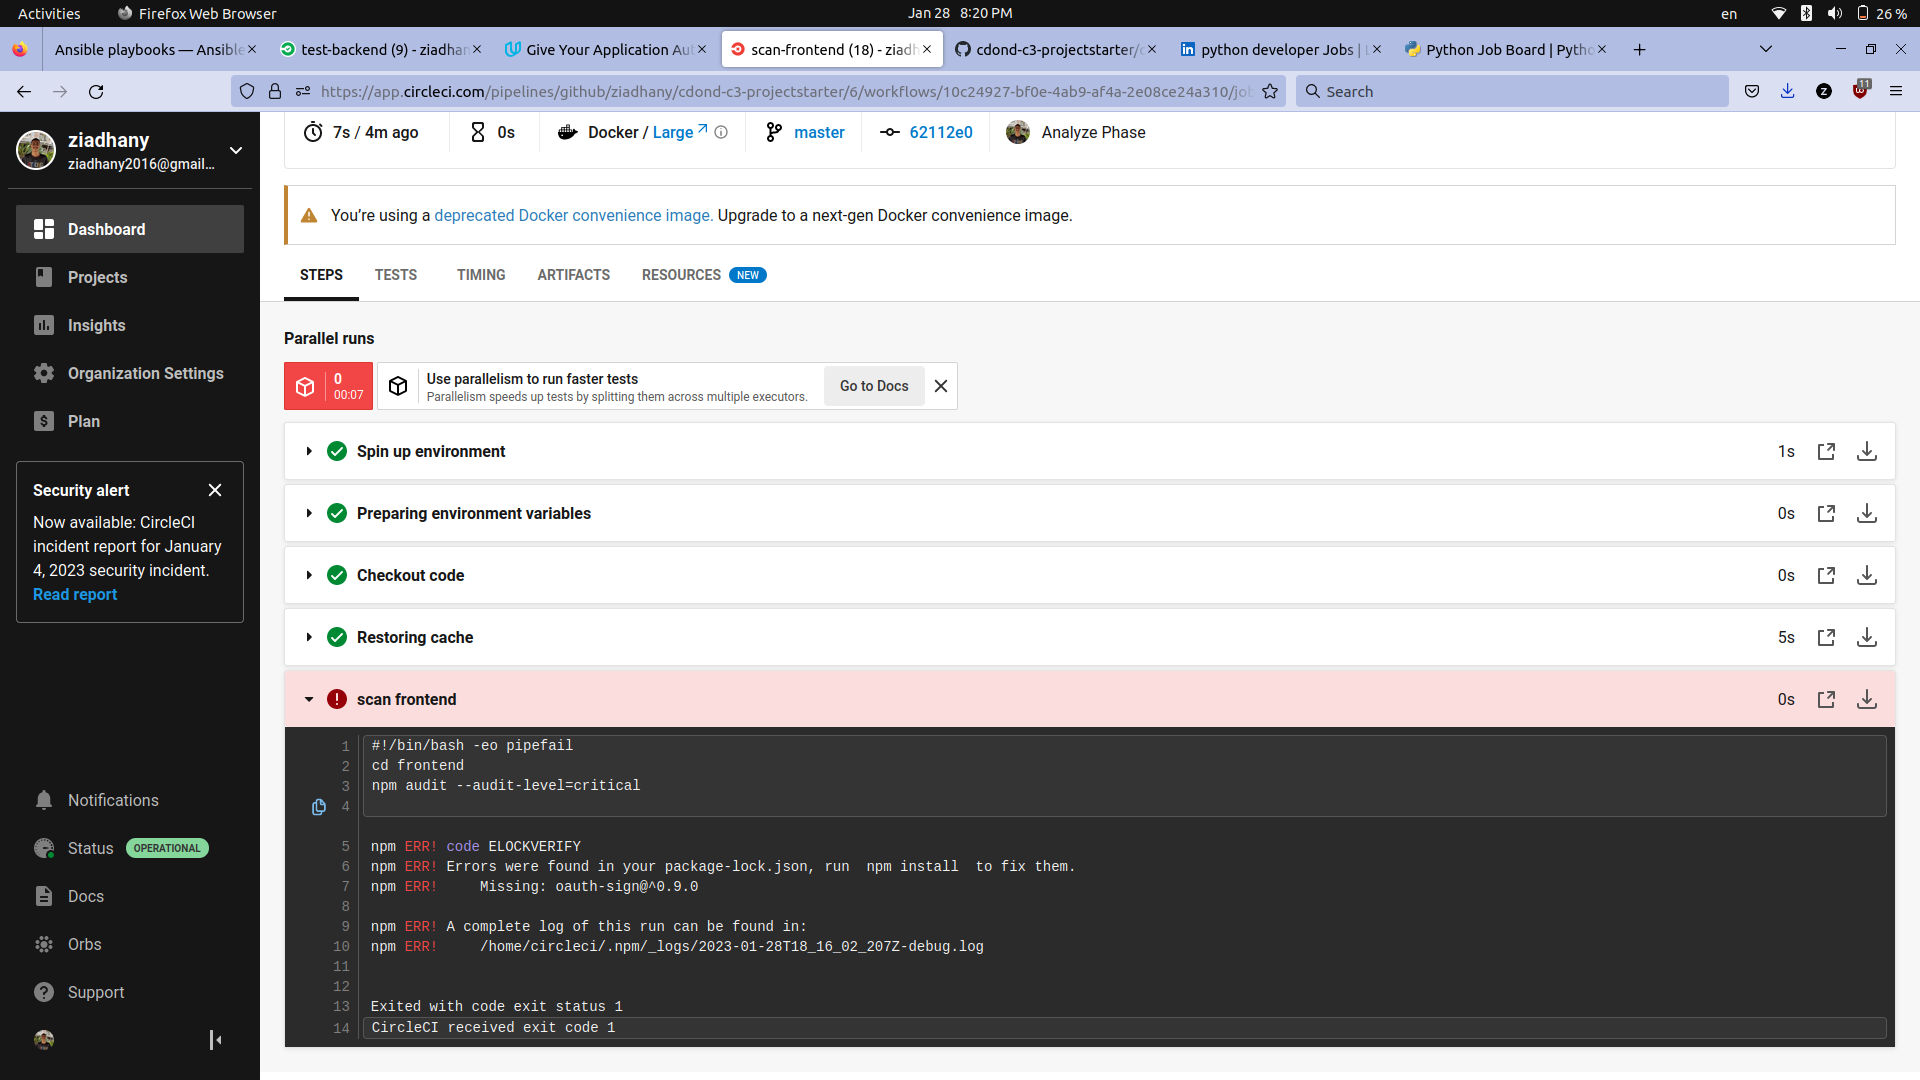 Activities
Firefox Web Browser
Jan 28 8:20 PM
en
26 %
Ansible playbooks — Ansible
test-backend (9) - ziadhan
Give Your Application Aut
scan-frontend (18) - ziadh
cdond-c3-projectstarter/c
python developer Jobs | L
Python Job Board | Pytho
https://app.circleci.com/pipelines/github/ziadhany/cdond-c3-projectstarter/6/workflows/10c24927-bf0e-4ab9-af4a-2e08ce24a310/job
Search
11
ziadhany
ziadhany2016@gmail...
Dashboard
Projects
Insights
Organization Settings
Plan
Security alert
Now available: CircleCI
incident report for January
4, 2023 security incident.
Read report
Notifications
Status OPERATIONAL
Docs
Orbs
Support
7s / 4m ago
0s
Docker / Large
master
62112e0
Analyze Phase
You're using a deprecated Docker convenience image. Upgrade to a next-gen Docker convenience image.
STEPS
TESTS
TIMING
ARTIFACTS
RESOURCES NEW
Parallel runs
0
00:07
Use parallelism to run faster tests
Parallelism speeds up tests by splitting them across multiple executors.
Go to Docs
Spin up environment 1s
Preparing environment variables 0s
Checkout code 0s
Restoring cache 5s
scan frontend 0s
1 #!/bin/bash -eo pipefail
2 cd frontend
3 npm audit --audit-level=critical
4
5 npm ERR! code ELOCKVERIFY
6 npm ERR! Errors were found in your package-lock.json, run  npm install  to fix them.
7 npm ERR!     Missing: oauth-sign@^0.9.0
8
9 npm ERR! A complete log of this run can be found in:
10 npm ERR!     /home/circleci/.npm/_logs/2023-01-28T18_16_02_207Z-debug.log
11
12
13 Exited with code exit status 1
14 CircleCI received exit code 1